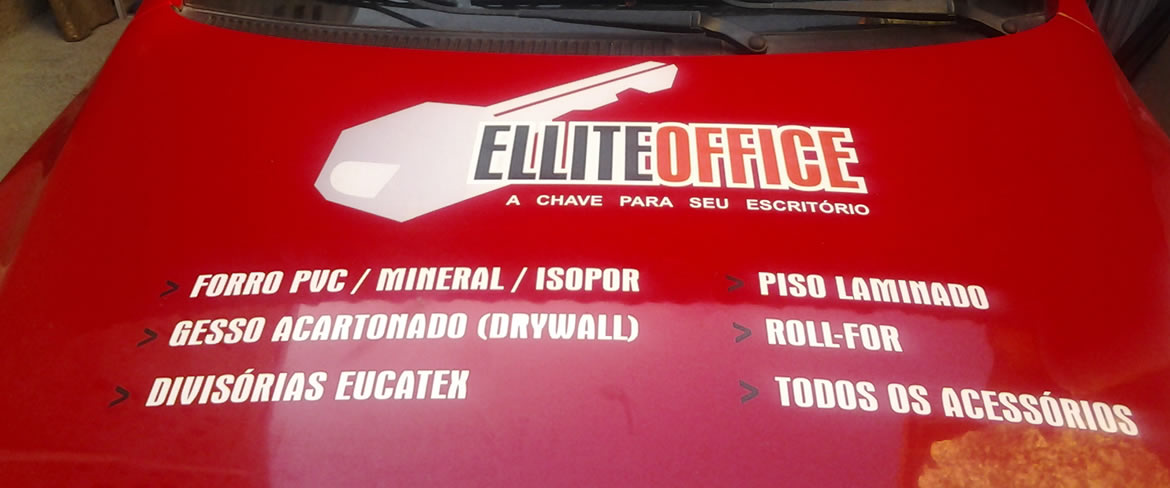 ELLITEOFFICE
A CHAVE PARA SEU ESCRITÓRIO
> FORRO PVC / MINERAL / ISOPOR
> GESSO ACARTONADO (DRYWALL)
> DIVISÓRIAS EUCATEX
> PISO LAMINADO
> ROLL-FOR
> TODOS OS ACESSÓRIOS